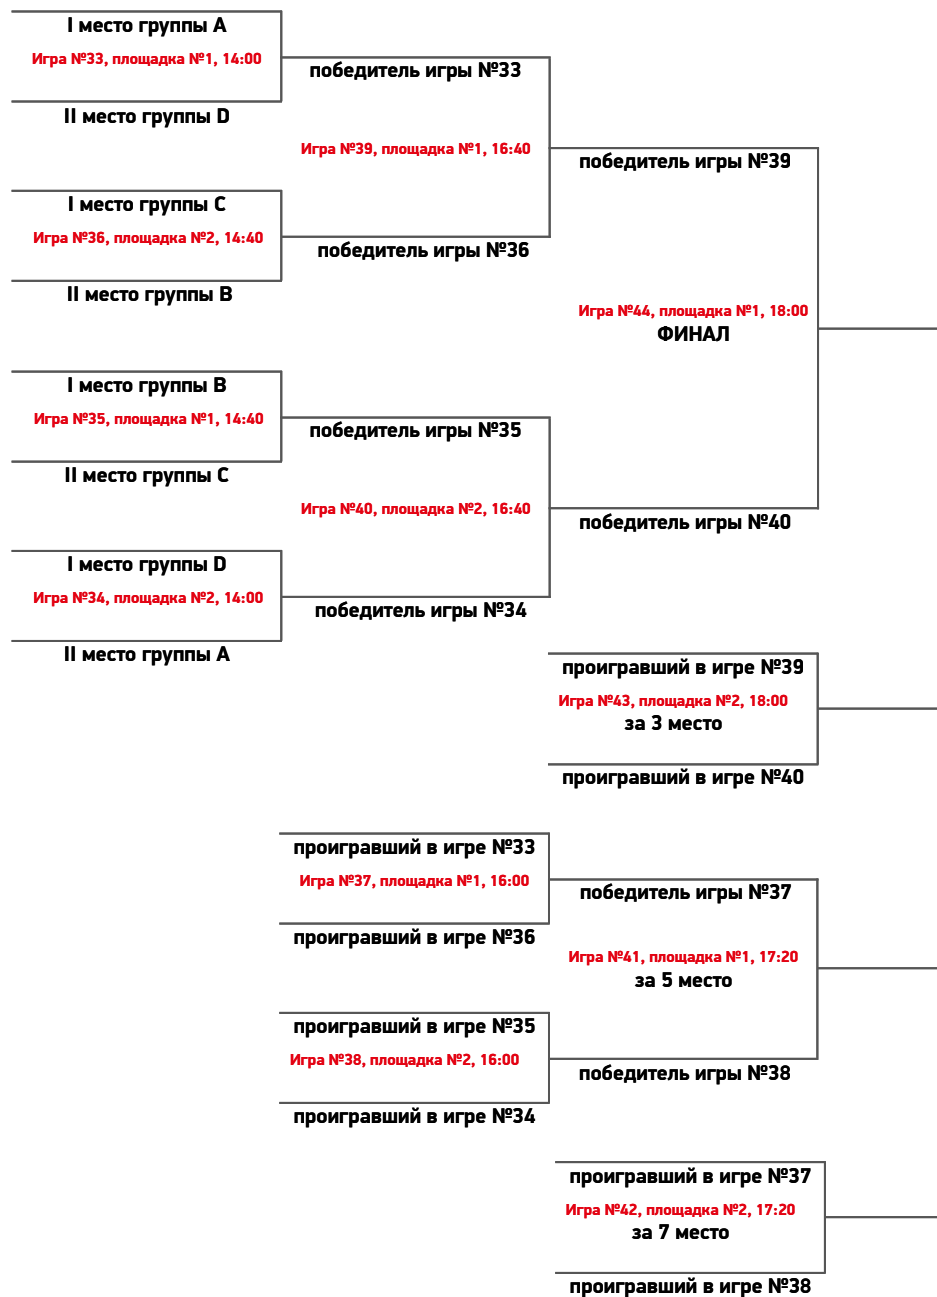 I место группы A
Игра №33, площадка №1, 14:00
II место группы D
победитель игры №33
Игра №39, площадка №1, 16:40
победитель игры №36
I место группы C
Игра №36, площадка №2, 14:40
II место группы B
победитель игры №39
Игра №44, площадка №1, 18:00
ФИНАЛ
победитель игры №40
I место группы B
Игра №35, площадка №1, 14:40
II место группы C
победитель игры №35
Игра №40, площадка №2, 16:40
победитель игры №34
I место группы D
Игра №34, площадка №2, 14:00
II место группы A
проигравший в игре №39
Игра №43, площадка №2, 18:00
за 3 место
проигравший в игре №40
проигравший в игре №33
Игра №37, площадка №1, 16:00
проигравший в игре №36
победитель игры №37
Игра №41, площадка №1, 17:20
за 5 место
победитель игры №38
проигравший в игре №35
Игра №38, площадка №2, 16:00
проигравший в игре №34
проигравший в игре №37
Игра №42, площадка №2, 17:20
за 7 место
проигравший в игре №38